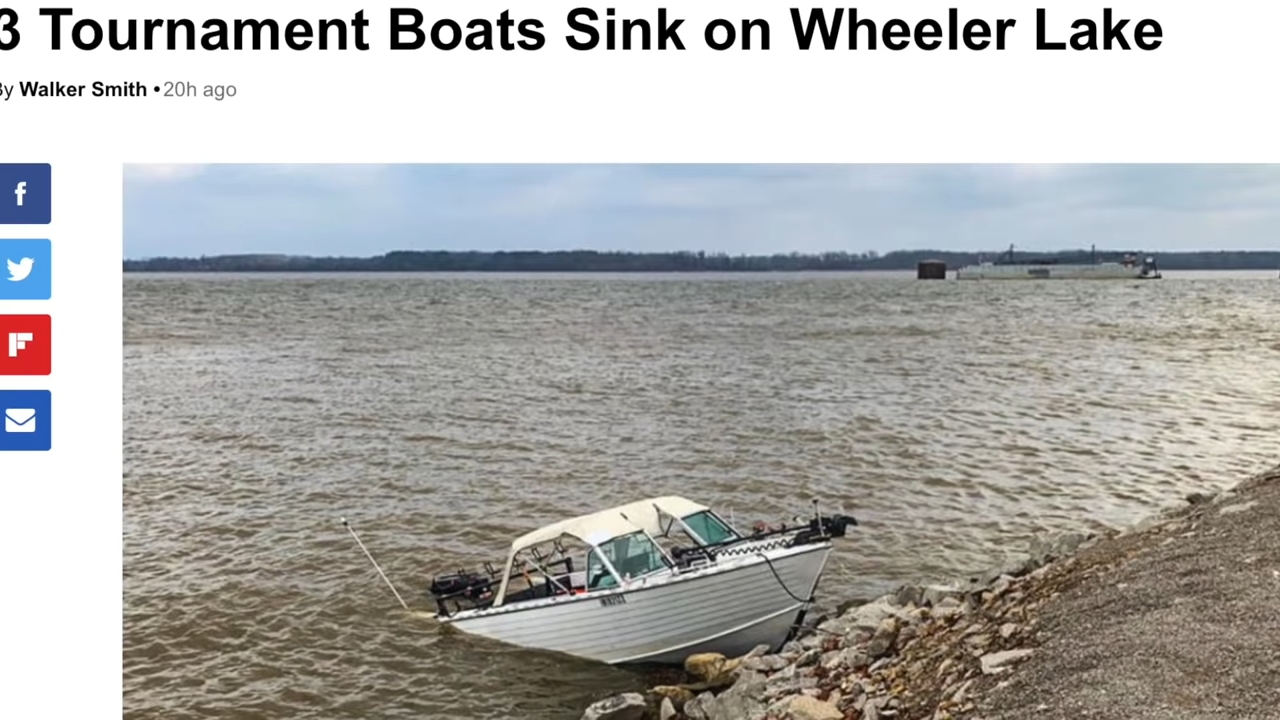 3 Tournament Boats Sink on Wheeler Lake
By Walker Smith • 20h ago